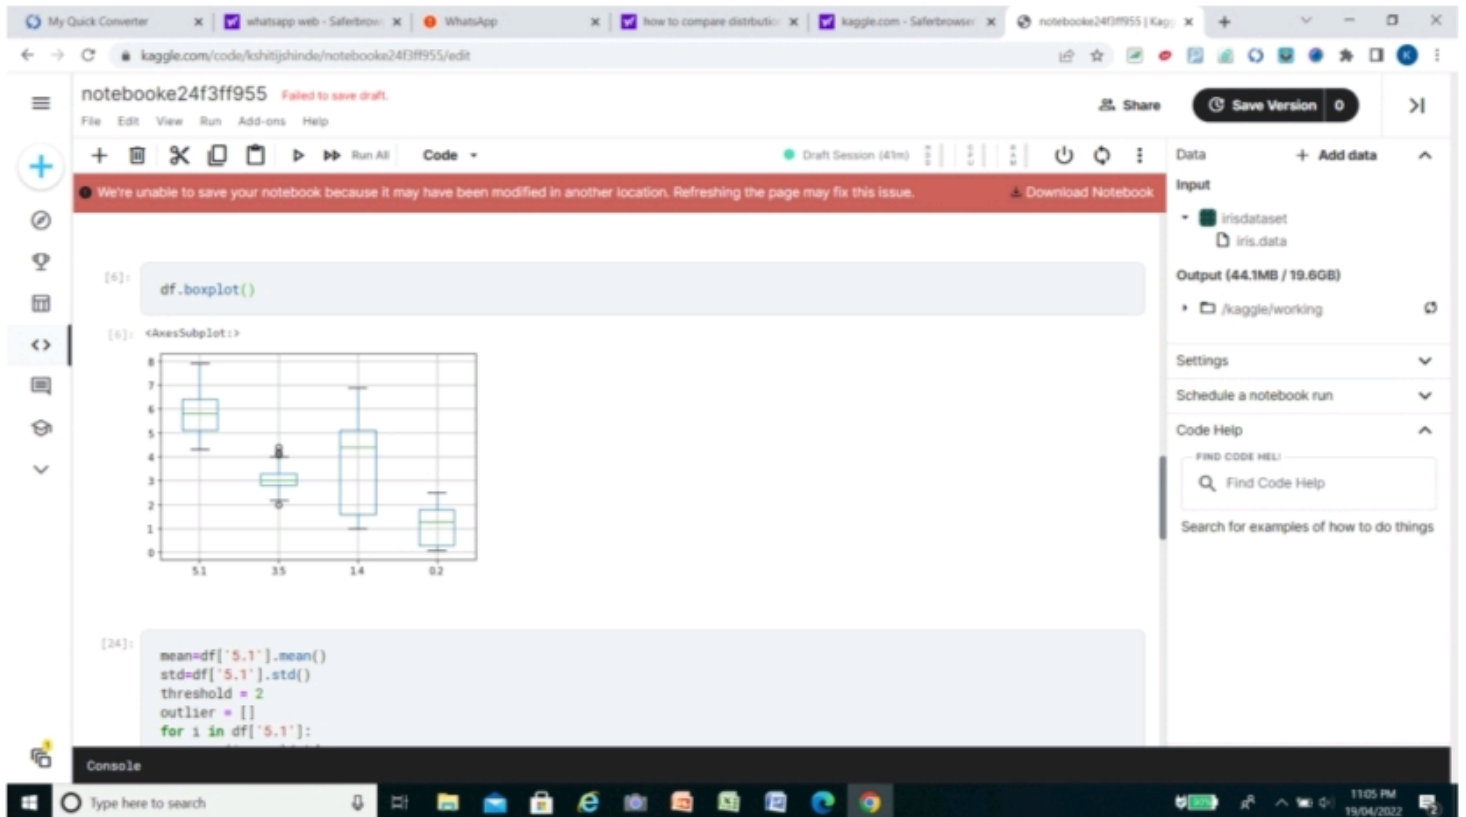 My Quick Converter
whatsapp web - Saferbrow
WhatsApp
how to compare distributio
kaggle.com - Saferbrowser
notebooke24f3ff955 | Kag
kaggle.com/code/kshitijshinde/notebooke24f3ff955/edit
notebooke24f3ff955 Failed to save draft.
Share
Save Version 0
File Edit View Run Add-ons Help
Run All
Code
Draft Session (41m)
Data
Add data
We're unable to save your notebook because it may have been modified in another location. Refreshing the page may fix this issue.
Download Notebook
Input
irisdataset
iris.data
Output (44.1MB / 19.6GB)
/kaggle/working
Settings
Schedule a notebook run
Code Help
FIND CODE HEL
Find Code Help
Search for examples of how to do things
[6]:
df.boxplot()
[6]: <AxesSubplot:>
8
7
6
5
4
3
2
1
0
5.1 3.5 1.4 0.2
[24]:
mean=df['5.1'].mean()
std=df['5.1'].std()
threshold = 2
outlier = []
for i in df['5.1']:
Console
Type here to search
11:05 PM
19/04/2022